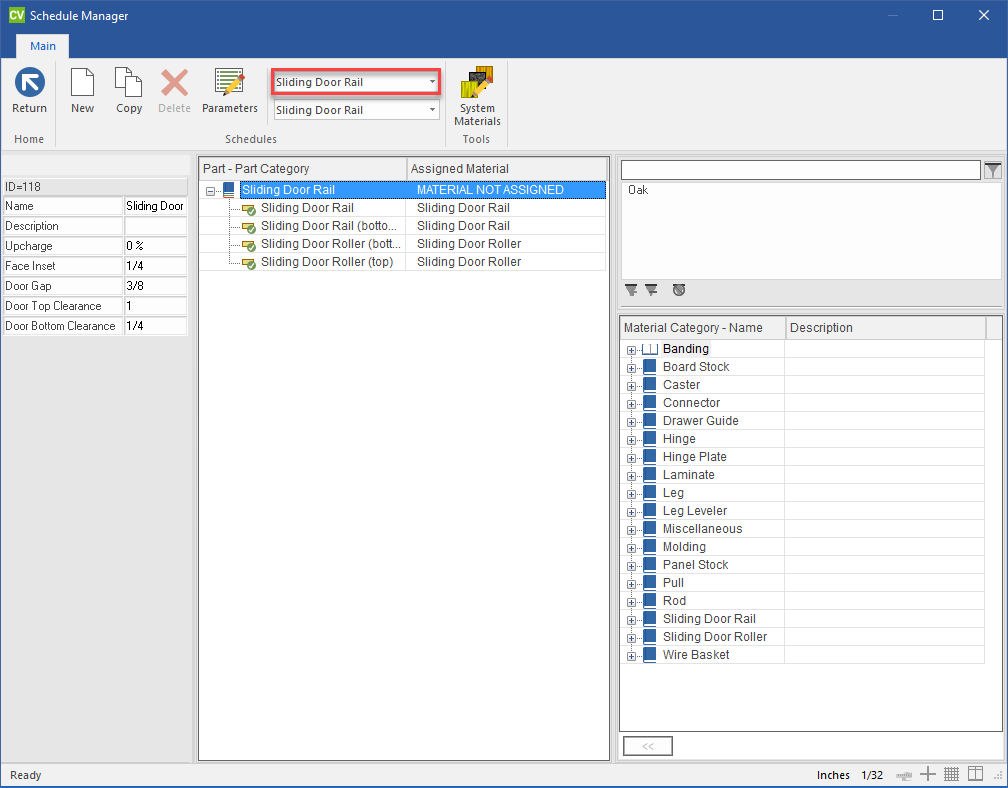 CV Schedule Manager
Main
Return
New
Copy
Delete
Parameters
Sliding Door Rail
Sliding Door Rail
System
Materials
Home
Schedules
Tools
ID=118
Name Sliding Door
Description
Upcharge 0 %
Face Inset 1/4
Door Gap 3/8
Door Top Clearance 1
Door Bottom Clearance 1/4
Part - Part Category Assigned Material
Sliding Door Rail MATERIAL NOT ASSIGNED
Sliding Door Rail Sliding Door Rail
Sliding Door Rail (botto... Sliding Door Rail
Sliding Door Roller (bott... Sliding Door Roller
Sliding Door Roller (top) Sliding Door Roller
Oak
Material Category - Name Description
Banding
Board Stock
Caster
Connector
Drawer Guide
Hinge
Hinge Plate
Laminate
Leg
Leg Leveler
Miscellaneous
Molding
Panel Stock
Pull
Rod
Sliding Door Rail
Sliding Door Roller
Wire Basket
<<
Ready
Inches 1/32